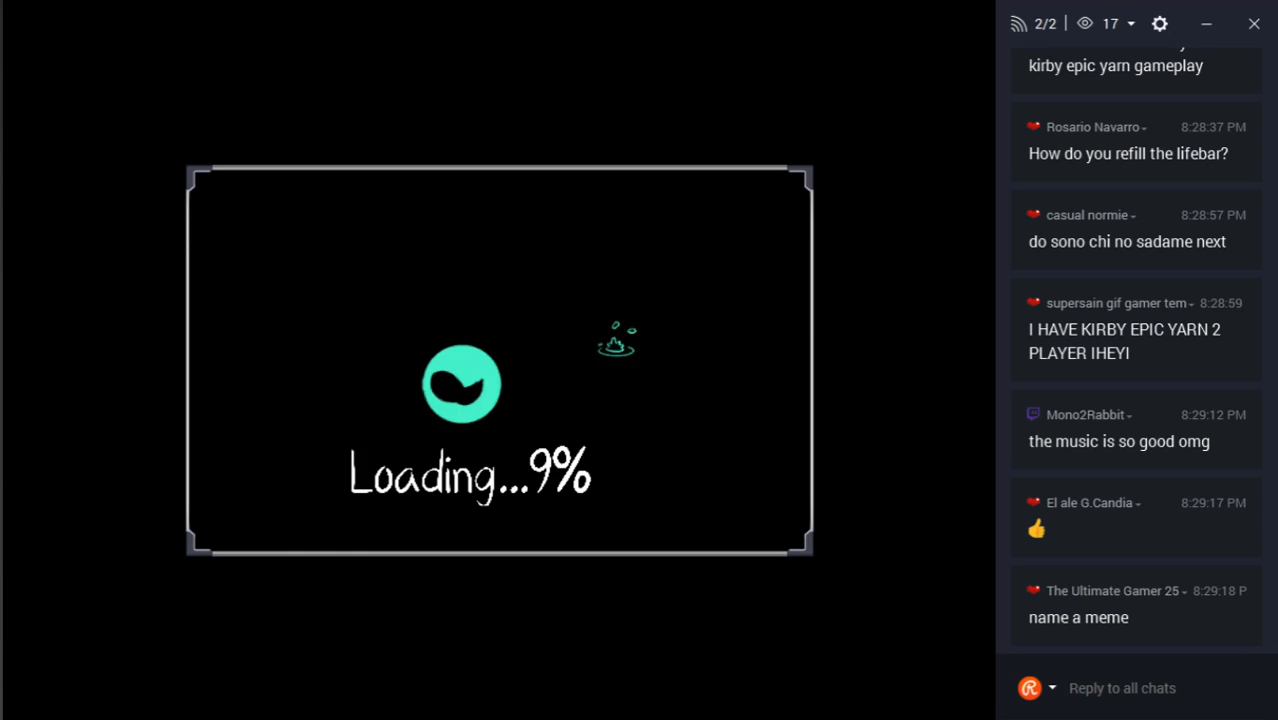 2/2
17
kirby epic yarn gameplay
Rosario Navarro 8:28:37 PM
How do you refill the lifebar?
casual normie 8:28:57 PM
do sono chi no sadame next
supersain gif gamer tem 8:28:59
I HAVE KIRBY EPIC YARN 2
PLAYER IHEYI
Mono2Rabbit 8:29:12 PM
the music is so good omg
El ale G.Candia 8:29:17 PM
👍
The Ultimate Gamer 25 8:29:18 P
name a meme
Loading...9%
Reply to all chats